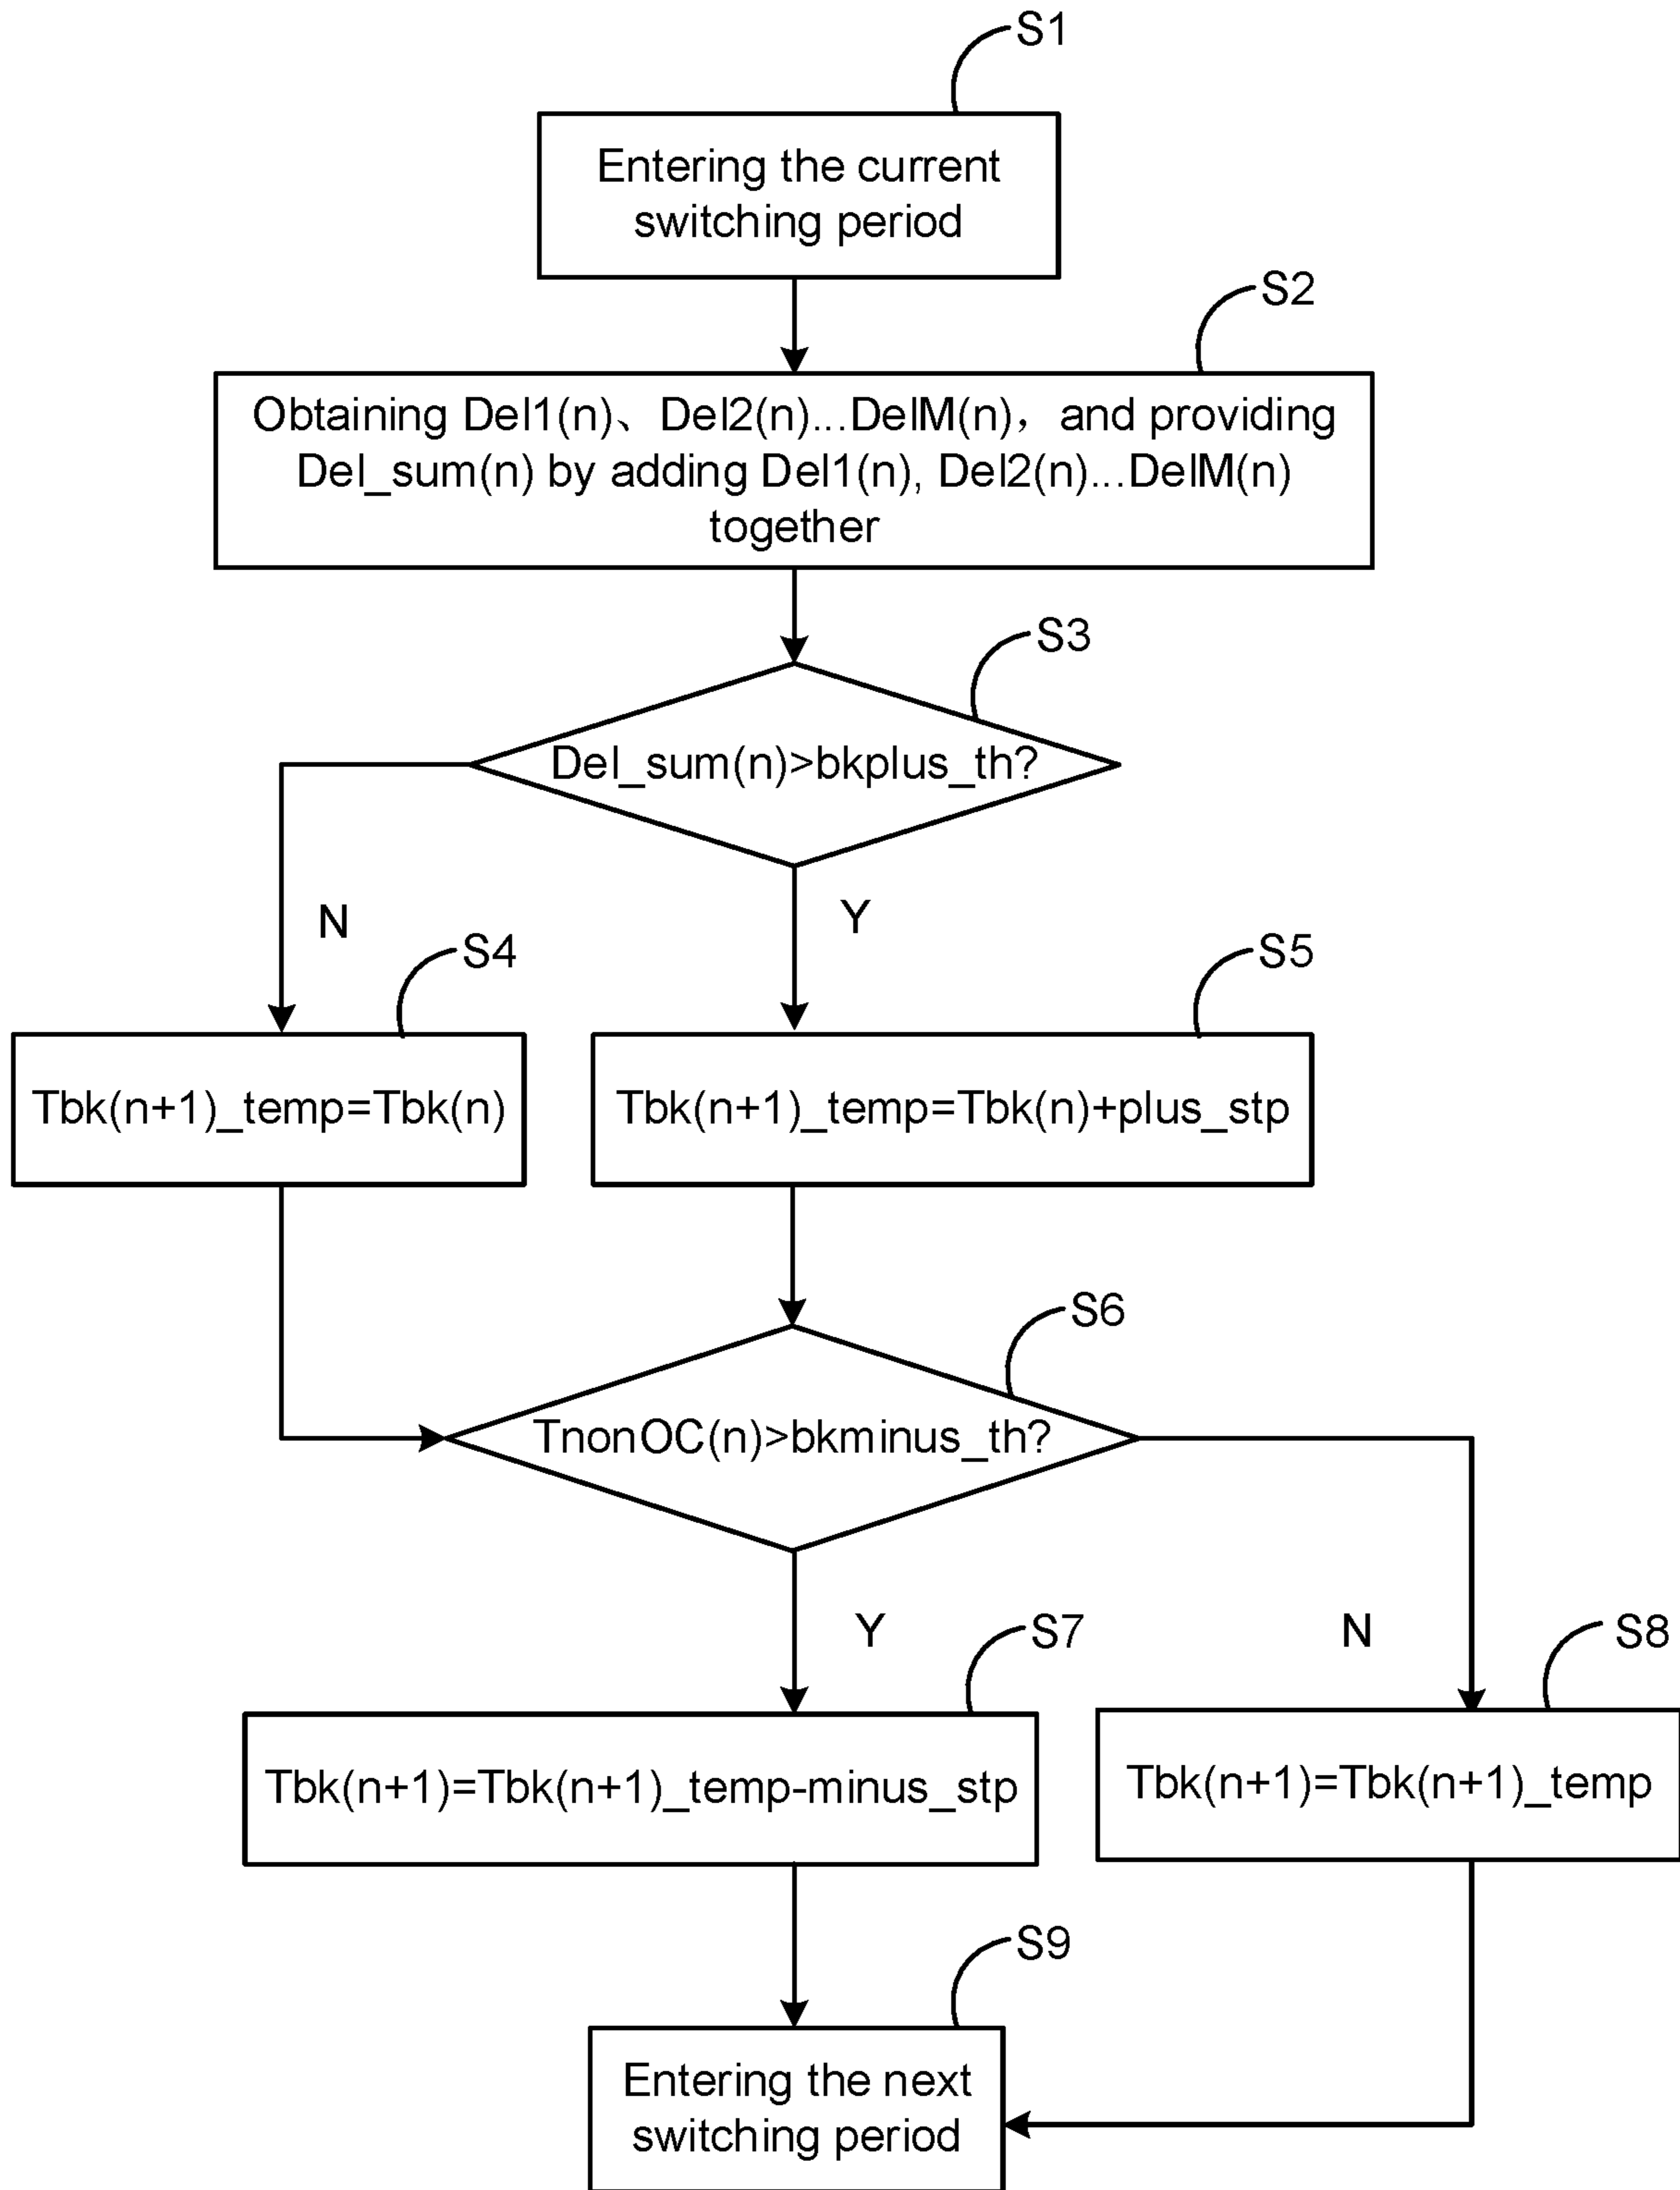 S1
Entering the current
switching period
S2
Obtaining Del1(n)、Del2(n)...DelM(n)，and providing
Del_sum(n) by adding Del1(n), Del2(n)...DelM(n)
together
S3
Del_sum(n)>bkplus_th?
N
Y
S4
S5
Tbk(n+1)_temp=Tbk(n)
Tbk(n+1)_temp=Tbk(n)+plus_stp
S6
TnonOC(n)>bkminus_th?
Y
S7
N
S8
Tbk(n+1)=Tbk(n+1)_temp-minus_stp
Tbk(n+1)=Tbk(n+1)_temp
S9
Entering the next
switching period